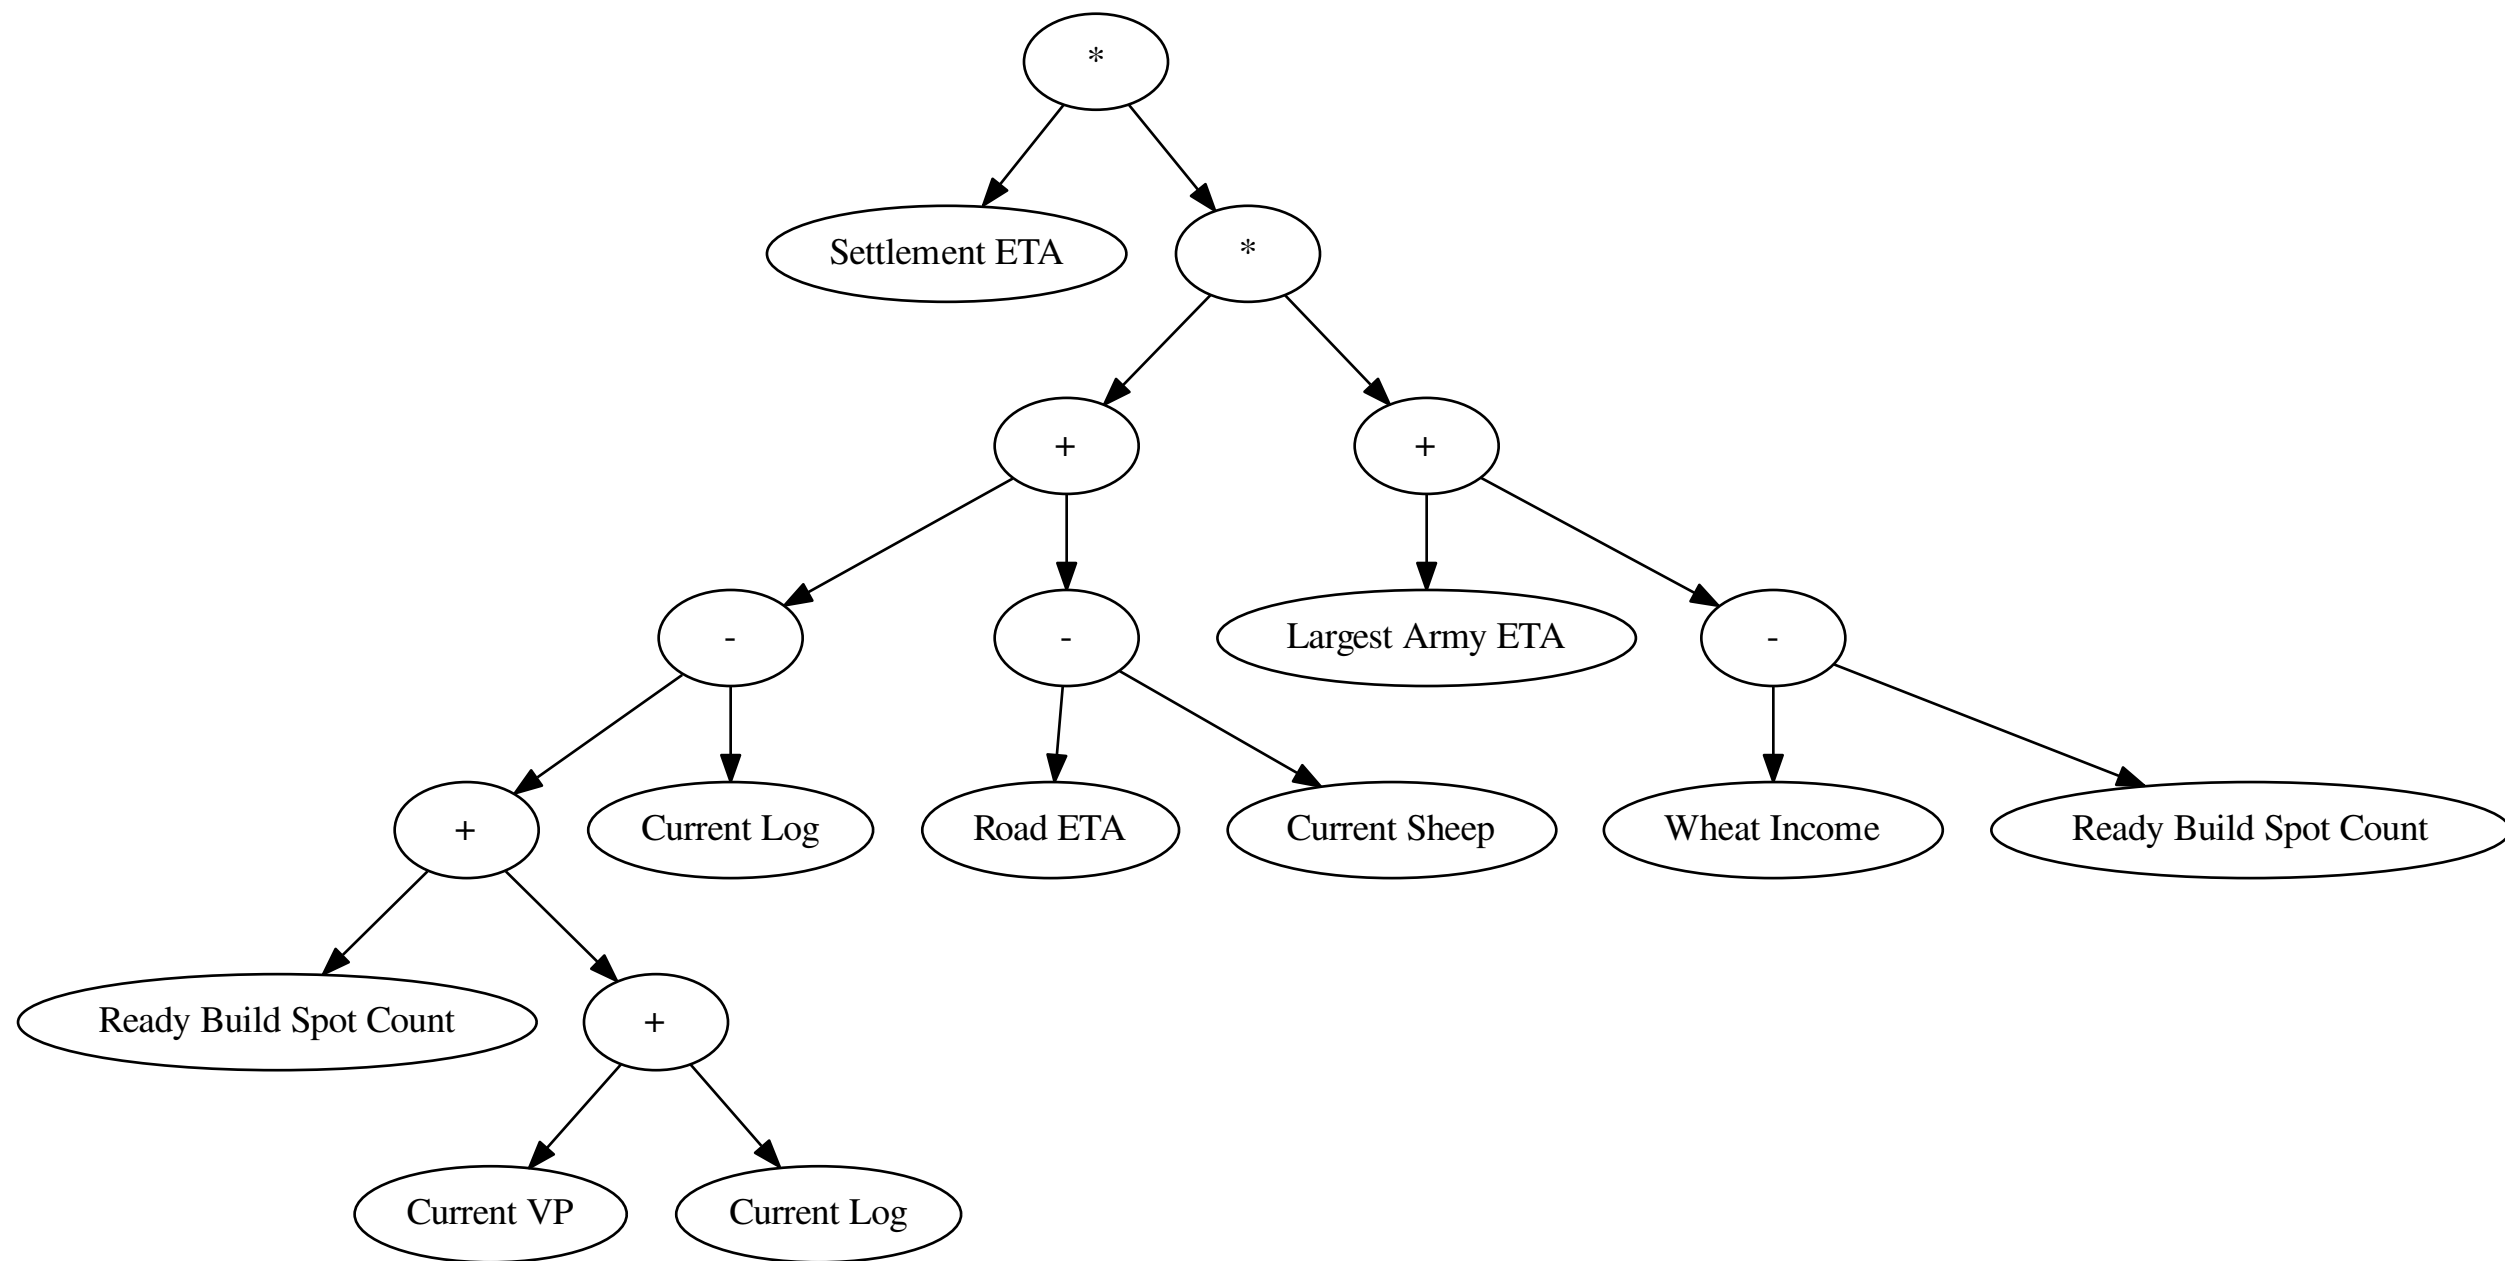 *
Settlement ETA
*
+
+
-
-
Largest Army ETA
-
+
Current Log
Road ETA
Current Sheep
Wheat Income
Ready Build Spot Count
Ready Build Spot Count
+
Current VP
Current Log